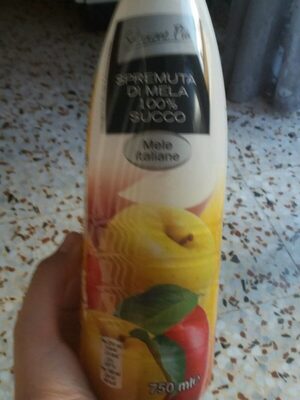 SPREMUTA
DI MELA
100%
SUCCO
Mele
italiane
750 ml e